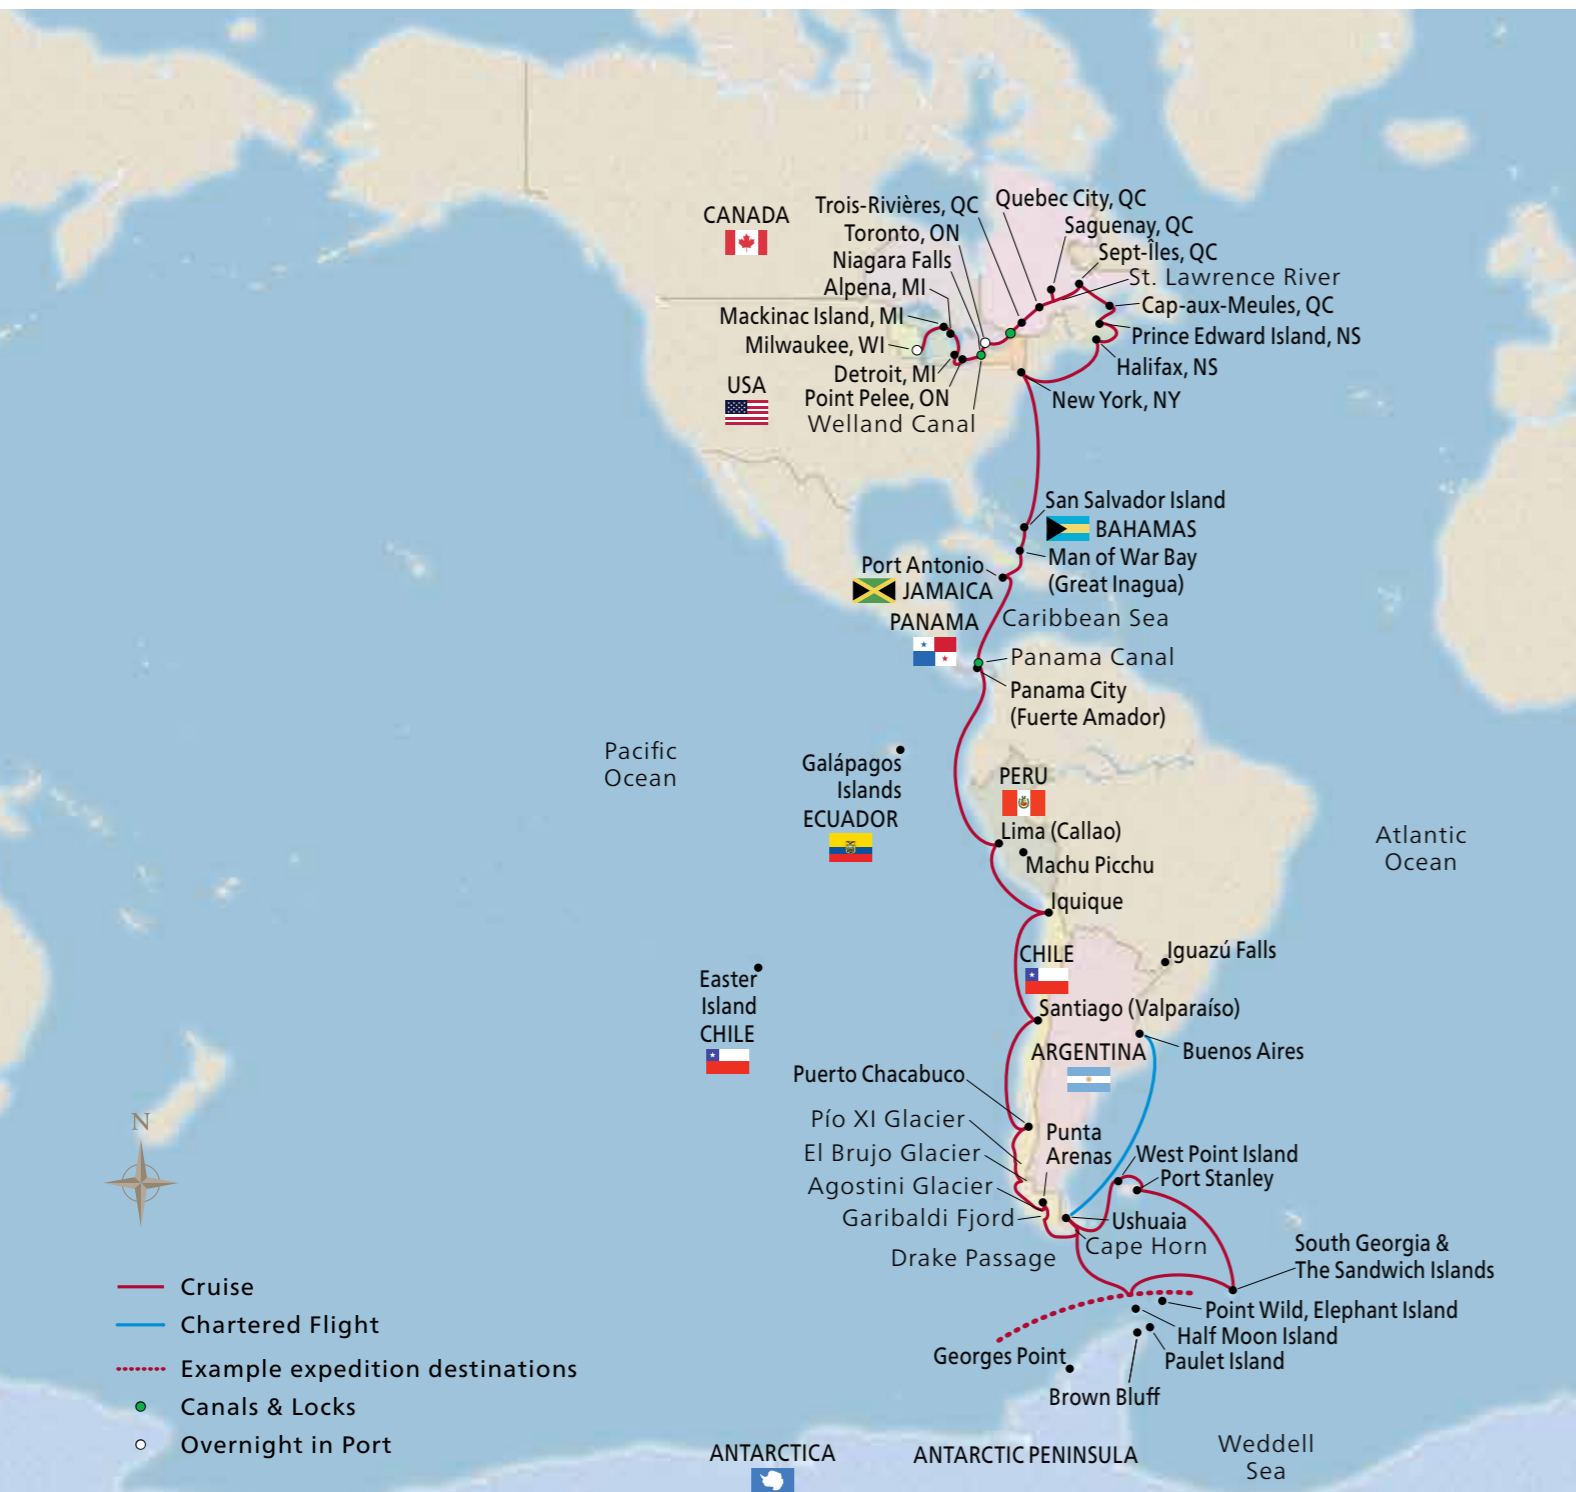 CANADA
Trois-Rivières, QC
Quebec City, QC
Toronto, ON
Saguenay, QC
Niagara Falls
Sept-Îles, QC
Alpena, MI
St. Lawrence River
Mackinac Island, MI
Cap-aux-Meules, QC
Milwaukee, WI
Prince Edward Island, NS
Detroit, MI
Halifax, NS
USA
Point Pelee, ON
New York, NY
Welland Canal
San Salvador Island
BAHAMAS
Man of War Bay
(Great Inagua)
Port Antonio
JAMAICA
Caribbean Sea
PANAMA
Panama Canal
Panama City
(Fuerte Amador)
Pacific
Ocean
Galápagos
Islands
ECUADOR
PERU
Lima (Callao)
Machu Picchu
Atlantic
Ocean
Iquique
Iguazú Falls
CHILE
Easter
Island
CHILE
Santiago (Valparaíso)
ARGENTINA
Buenos Aires
Puerto Chacabuco
Pío XI Glacier
Punta
Arenas
El Brujo Glacier
West Point Island
Agostini Glacier
Port Stanley
Garibaldi Fjord
Ushuaia
Cape Horn
Drake Passage
South Georgia &
The Sandwich Islands
Point Wild, Elephant Island
Half Moon Island
Paulet Island
Georges Point
Brown Bluff
N
Cruise
Chartered Flight
Example expedition destinations
Canals & Locks
Overnight in Port
ANTARCTICA
ANTARCTIC PENINSULA
Weddell
Sea